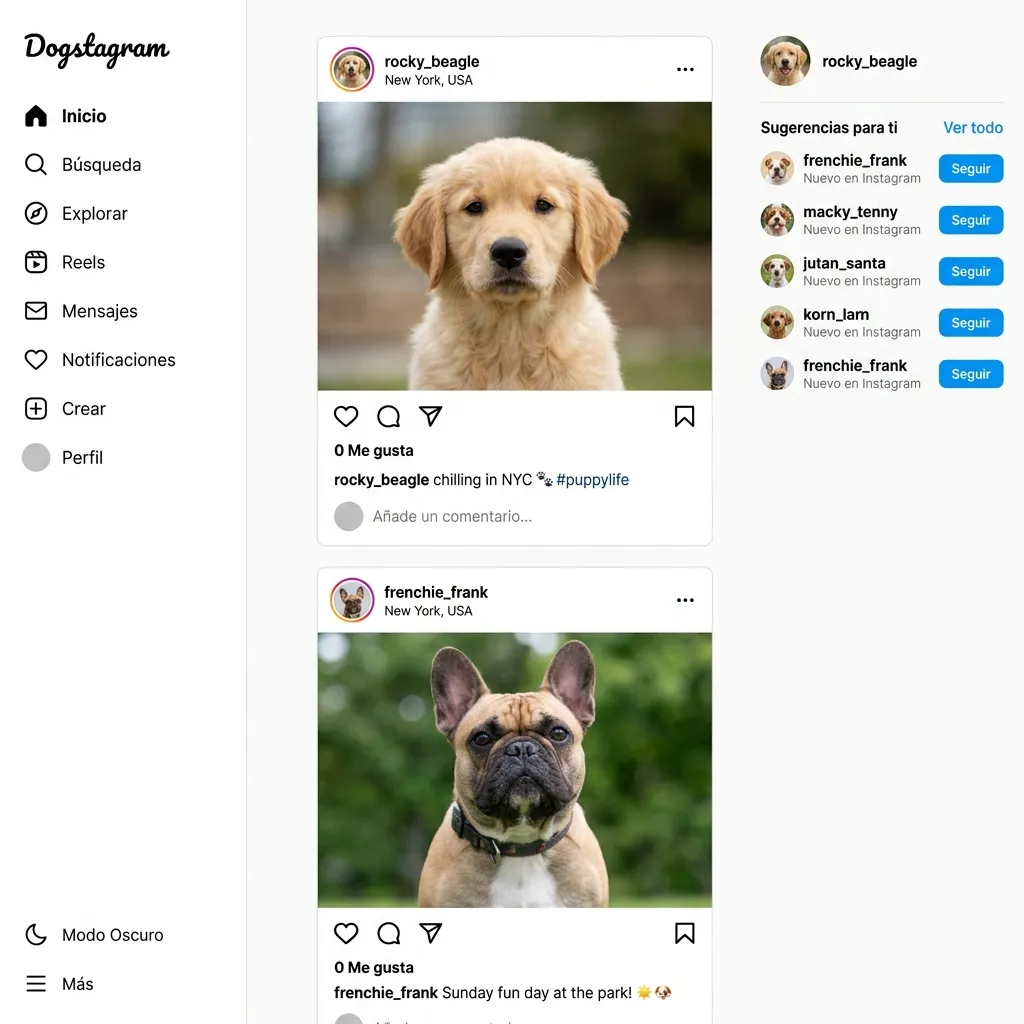 Dogstagram
Inicio
Búsqueda
Explorar
Reels
Mensajes
Notificaciones
Crear
Perfil
Modo Oscuro
Más
rocky_beagle
New York, USA
0 Me gusta
rocky_beagle chilling in NYC 🐾 #puppylife
Añade un comentario...
frenchie_frank
New York, USA
0 Me gusta
frenchie_frank Sunday fun day at the park! ☀️🐶
rocky_beagle
Sugerencias para ti Ver todo
frenchie_frank
Nuevo en Instagram
Seguir
macky_tenny
Nuevo en Instagram
Seguir
jutan_santa
Nuevo en Instagram
Seguir
korn_larn
Nuevo en Instagram
Seguir
frenchie_frank
Nuevo en Instagram
Seguir